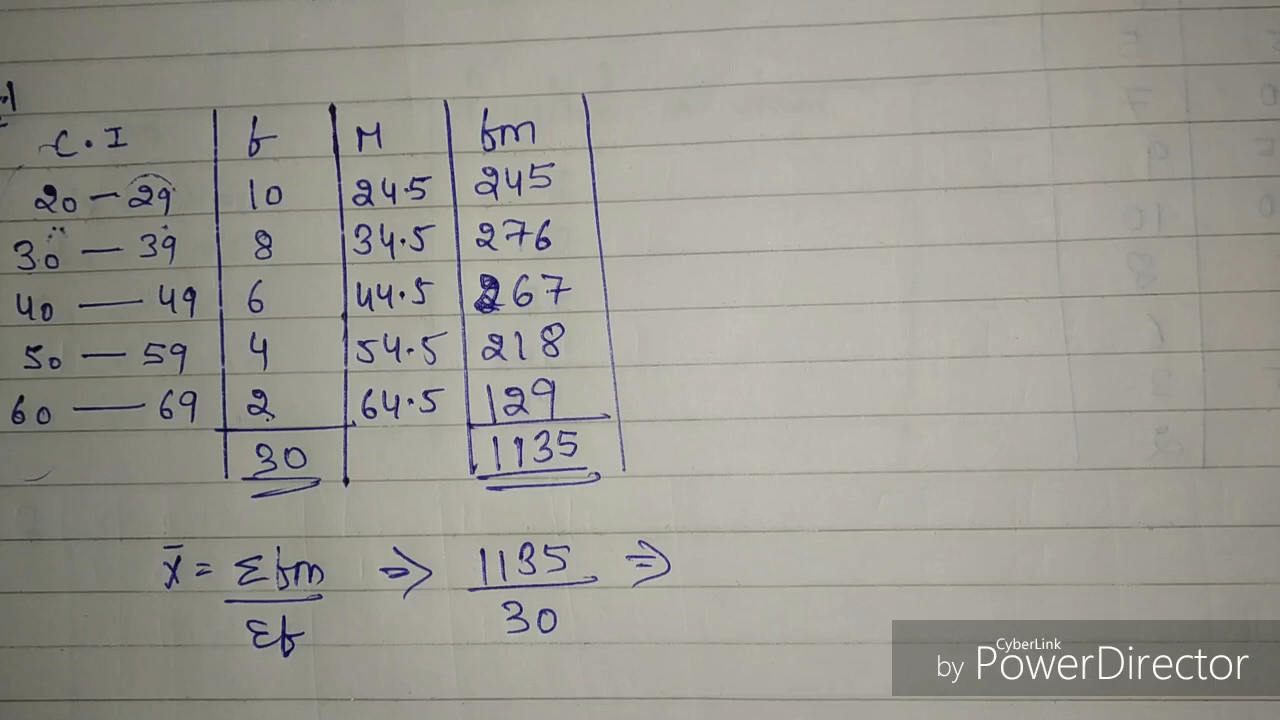 .1
C.I f M fm
20 — 29 10 24.5 245
30 — 39 8 34.5 276
40 — 49 6 44.5 267
50 — 59 4 54.5 218
60 — 69 2 64.5 129
30 1135
x̄ = Σfm ⇒ 1135 ⇒
Σf 30
CyberLink
by PowerDirector